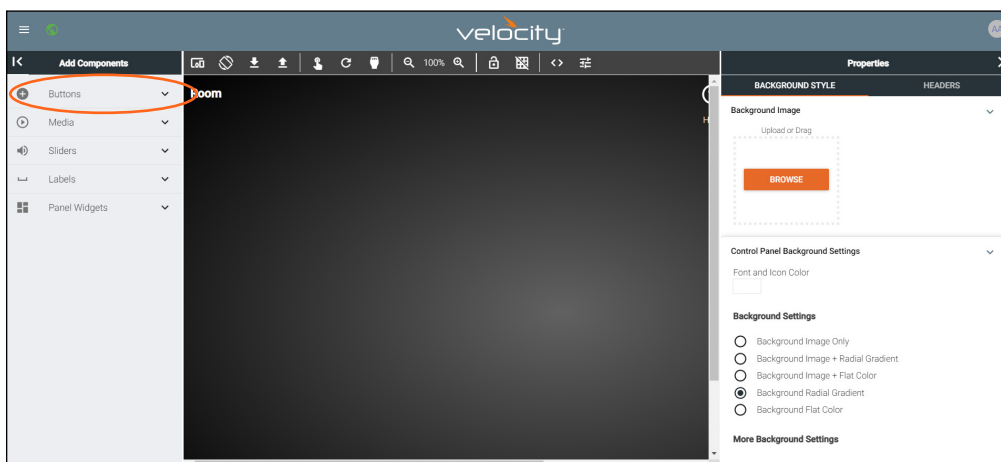 velocity
AA
Add Components
100%
Properties
Buttons
Media
Sliders
Labels
Panel Widgets
Room
H
BACKGROUND STYLE
HEADERS
Background Image
Upload or Drag
BROWSE
Control Panel Background Settings
Font and Icon Color
Background Settings
Background Image Only
Background Image + Radial Gradient
Background Image + Flat Color
Background Radial Gradient
Background Flat Color
More Background Settings